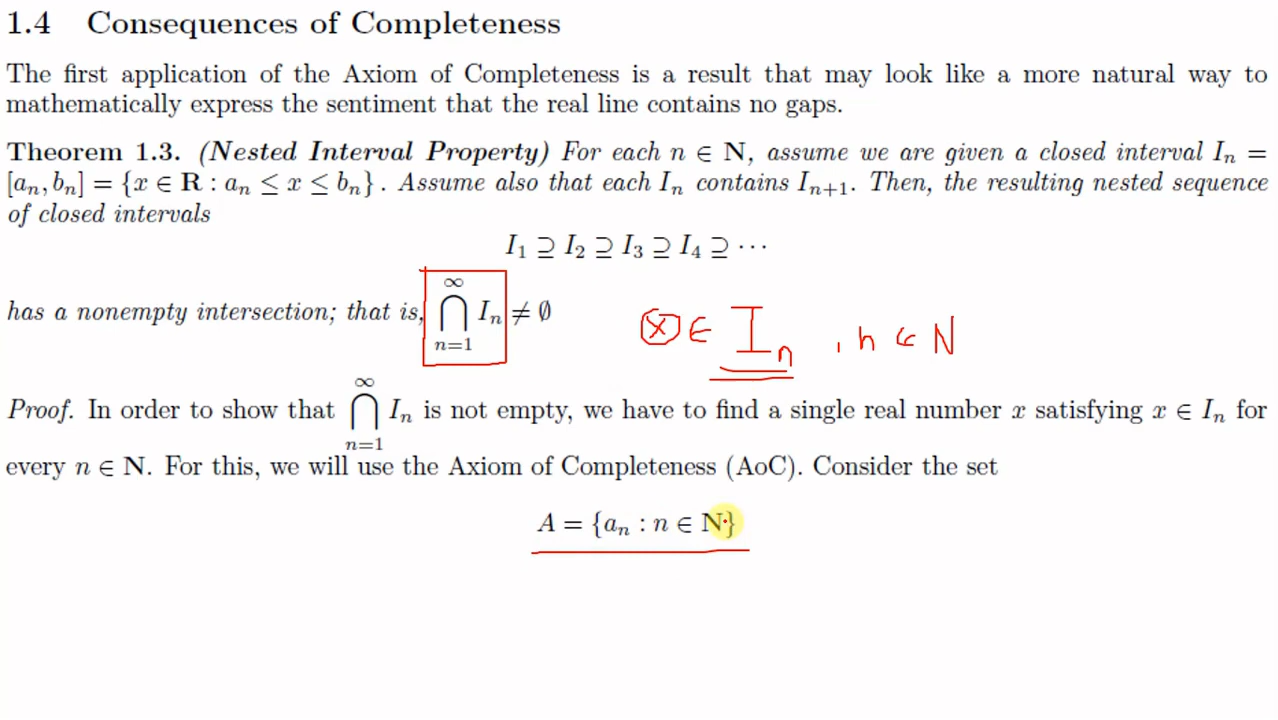 1.4 Consequences of Completeness
The first application of the Axiom of Completeness is a result that may look like a more natural way to
mathematically express the sentiment that the real line contains no gaps.
Theorem 1.3. (Nested Interval Property) For each n ∈ N, assume we are given a closed interval Iₙ =
[aₙ, bₙ] = {x ∈ R : aₙ ≤ x ≤ bₙ} . Assume also that each Iₙ contains Iₙ₊₁. Then, the resulting nested sequence
of closed intervals
I₁ ⊇ I₂ ⊇ I₃ ⊇ I₄ ⊇ ⋯
has a nonempty intersection; that is, ⋂ₙ₌₁^∞ Iₙ ≠ ∅
x ∈ Iₙ , n ∈ N
Proof. In order to show that ⋂ₙ₌₁^∞ Iₙ is not empty, we have to find a single real number x satisfying x ∈ Iₙ for
every n ∈ N. For this, we will use the Axiom of Completeness (AoC). Consider the set
A = {aₙ : n ∈ N}